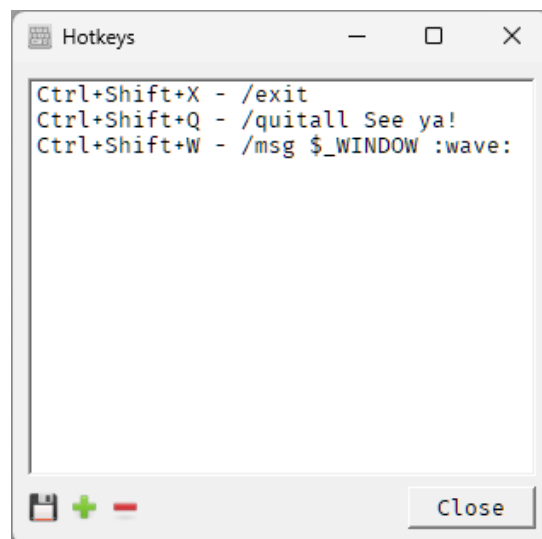 Hotkeys
Ctrl+Shift+X - /exit
Ctrl+Shift+Q - /quitall See ya!
Ctrl+Shift+W - /msg $_WINDOW :wave:
Close